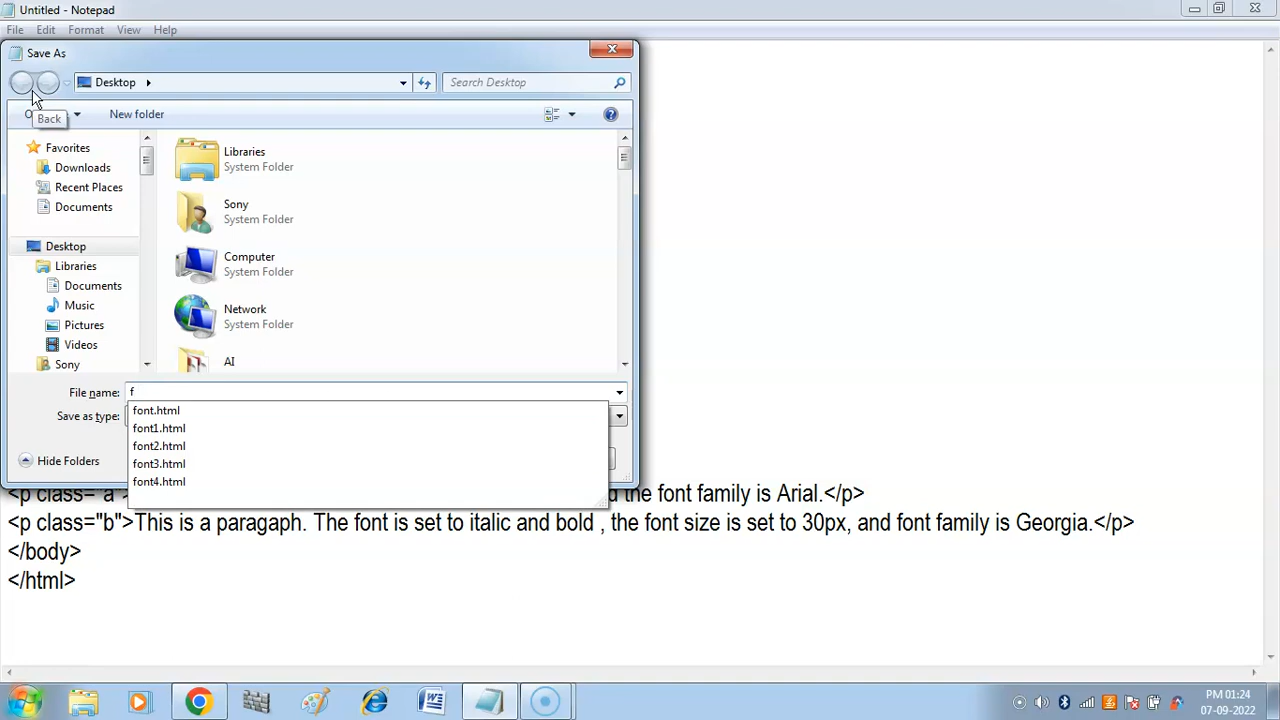 Untitled - Notepad
File Edit Format View Help
Save As
Desktop
Search Desktop
Back
New folder
Favorites
Downloads
Recent Places
Documents
Desktop
Libraries
Documents
Music
Pictures
Videos
Sony
Libraries
System Folder
Sony
System Folder
Computer
System Folder
Network
System Folder
AI
File name: f
Save as type:
font.html
font1.html
font2.html
font3.html
font4.html
Hide Folders
<p class="a"> the font family is Arial.</p>
<p class="b">This is a paragaph. The font is set to italic and bold , the font size is set to 30px, and font family is Georgia.</p>
</body>
</html>
PM 01:24
07-09-2022